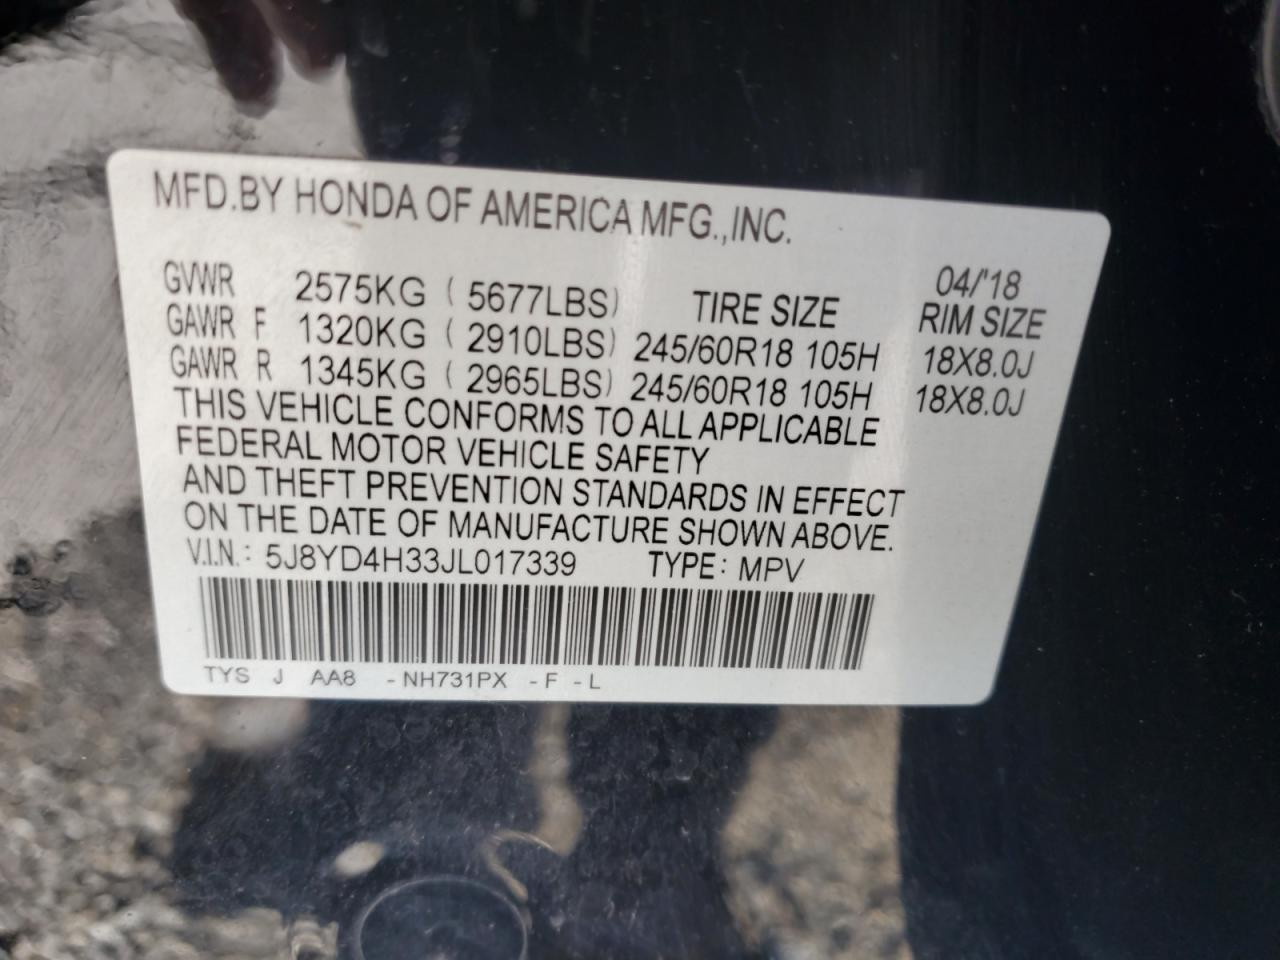 MFD.BY HONDA OF AMERICA MFG.,INC.
04/'18
GVWR 2575KG ( 5677LBS) TIRE SIZE RIM SIZE
GAWR F 1320KG ( 2910LBS) 245/60R18 105H 18X8.0J
GAWR R 1345KG ( 2965LBS) 245/60R18 105H 18X8.0J
THIS VEHICLE CONFORMS TO ALL APPLICABLE
FEDERAL MOTOR VEHICLE SAFETY
AND THEFT PREVENTION STANDARDS IN EFFECT
ON THE DATE OF MANUFACTURE SHOWN ABOVE.
V.I.N.: 5J8YD4H33JL017339 TYPE: MPV
TYS J AA8 -NH731PX -F -L